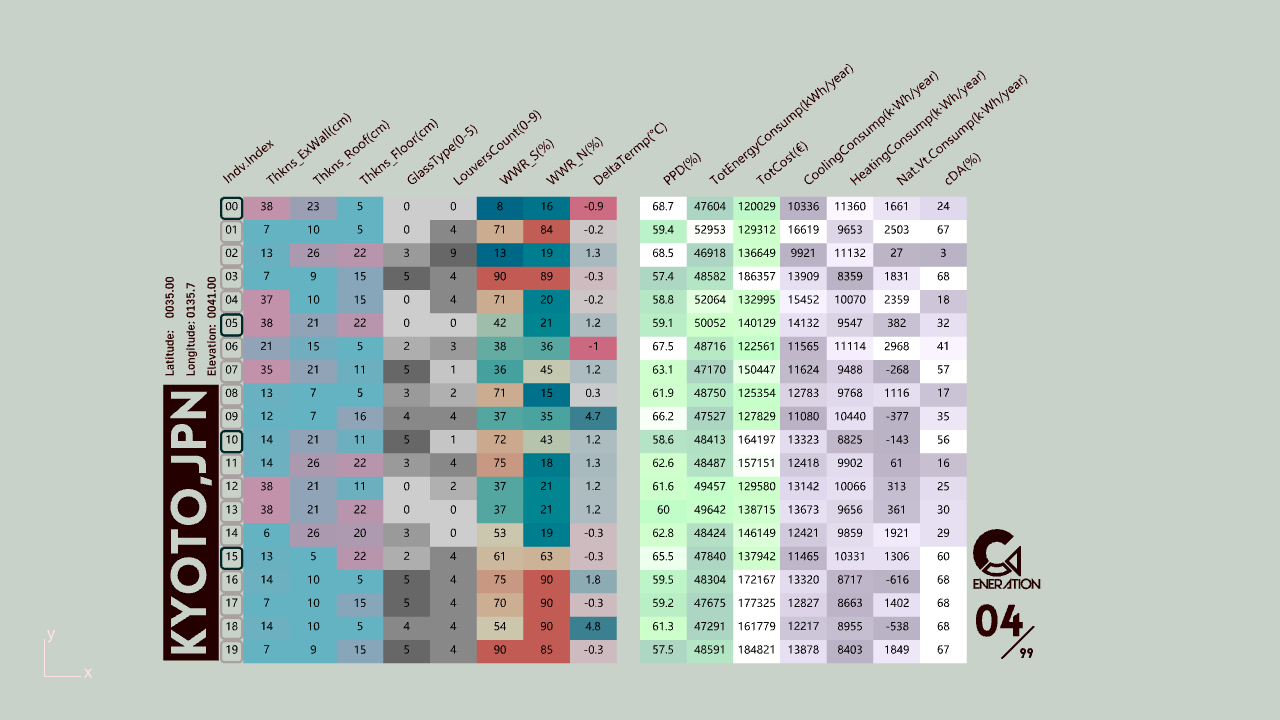 Indv.Index Thkns_ExWall(cm) Thkns_Roof(cm) Thkns_Floor(cm) GlassType(0-5) LouversCount(0-9) WWR_S(%) WWR_N(%) DeltaTermp(°C) PPD(%) TotEnergyConsump(kWh/year) TotCost(€) CoolingConsump(k·Wh/year) HeatingConsump(k·Wh/year) Nat.Vt.Consump(k·Wh/year) cDA(%)
00 38 23 5 0 0 8 16 -0.9 68.7 47604 120029 10336 11360 1661 24
01 7 10 5 0 4 71 84 -0.2 59.4 52953 129312 16619 9653 2503 67
02 13 26 22 3 9 13 19 1.3 68.5 46918 136649 9921 11132 27 3
03 7 9 15 5 4 90 89 -0.3 57.4 48582 186357 13909 8359 1831 68
04 37 10 15 0 4 71 20 -0.2 58.8 52064 132995 15452 10070 2359 18
05 38 21 22 0 0 42 21 1.2 59.1 50052 140129 14132 9547 382 32
06 21 15 5 2 3 38 36 -1 67.5 48716 122561 11565 11114 2968 41
07 35 21 11 5 1 36 45 1.2 63.1 47170 150447 11624 9488 -268 57
08 13 7 5 3 2 71 15 0.3 61.9 48750 125354 12783 9768 1116 17
09 12 7 16 4 4 37 35 4.7 66.2 47527 127829 11080 10440 -377 35
10 14 21 11 5 1 72 43 1.2 58.6 48413 164197 13323 8825 -143 56
11 14 26 22 3 4 75 18 1.3 62.6 48487 157151 12418 9902 61 16
12 38 21 11 0 2 37 21 1.2 61.6 49457 129580 13142 10066 313 25
13 38 21 22 0 0 37 21 1.2 60 49642 138715 13673 9656 361 30
14 6 26 20 3 0 53 19 -0.3 62.8 48424 146149 12421 9859 1921 29
15 13 5 22 2 4 61 63 -0.3 65.5 47840 137942 11465 10331 1306 60
16 14 10 5 5 4 75 90 1.8 59.5 48304 172167 13320 8717 -616 68
17 7 10 15 5 4 70 90 -0.3 59.2 47675 177325 12827 8663 1402 68
18 14 10 5 4 4 54 90 4.8 61.3 47291 161779 12217 8955 -538 68
19 7 9 15 5 4 90 85 -0.3 57.5 48591 184821 13878 8403 1849 67
Latitude: 0035.00
Longitude: 0135.7
Elevation: 0041.00
KYOTO,JPN
GENERATION
04/99
y
x